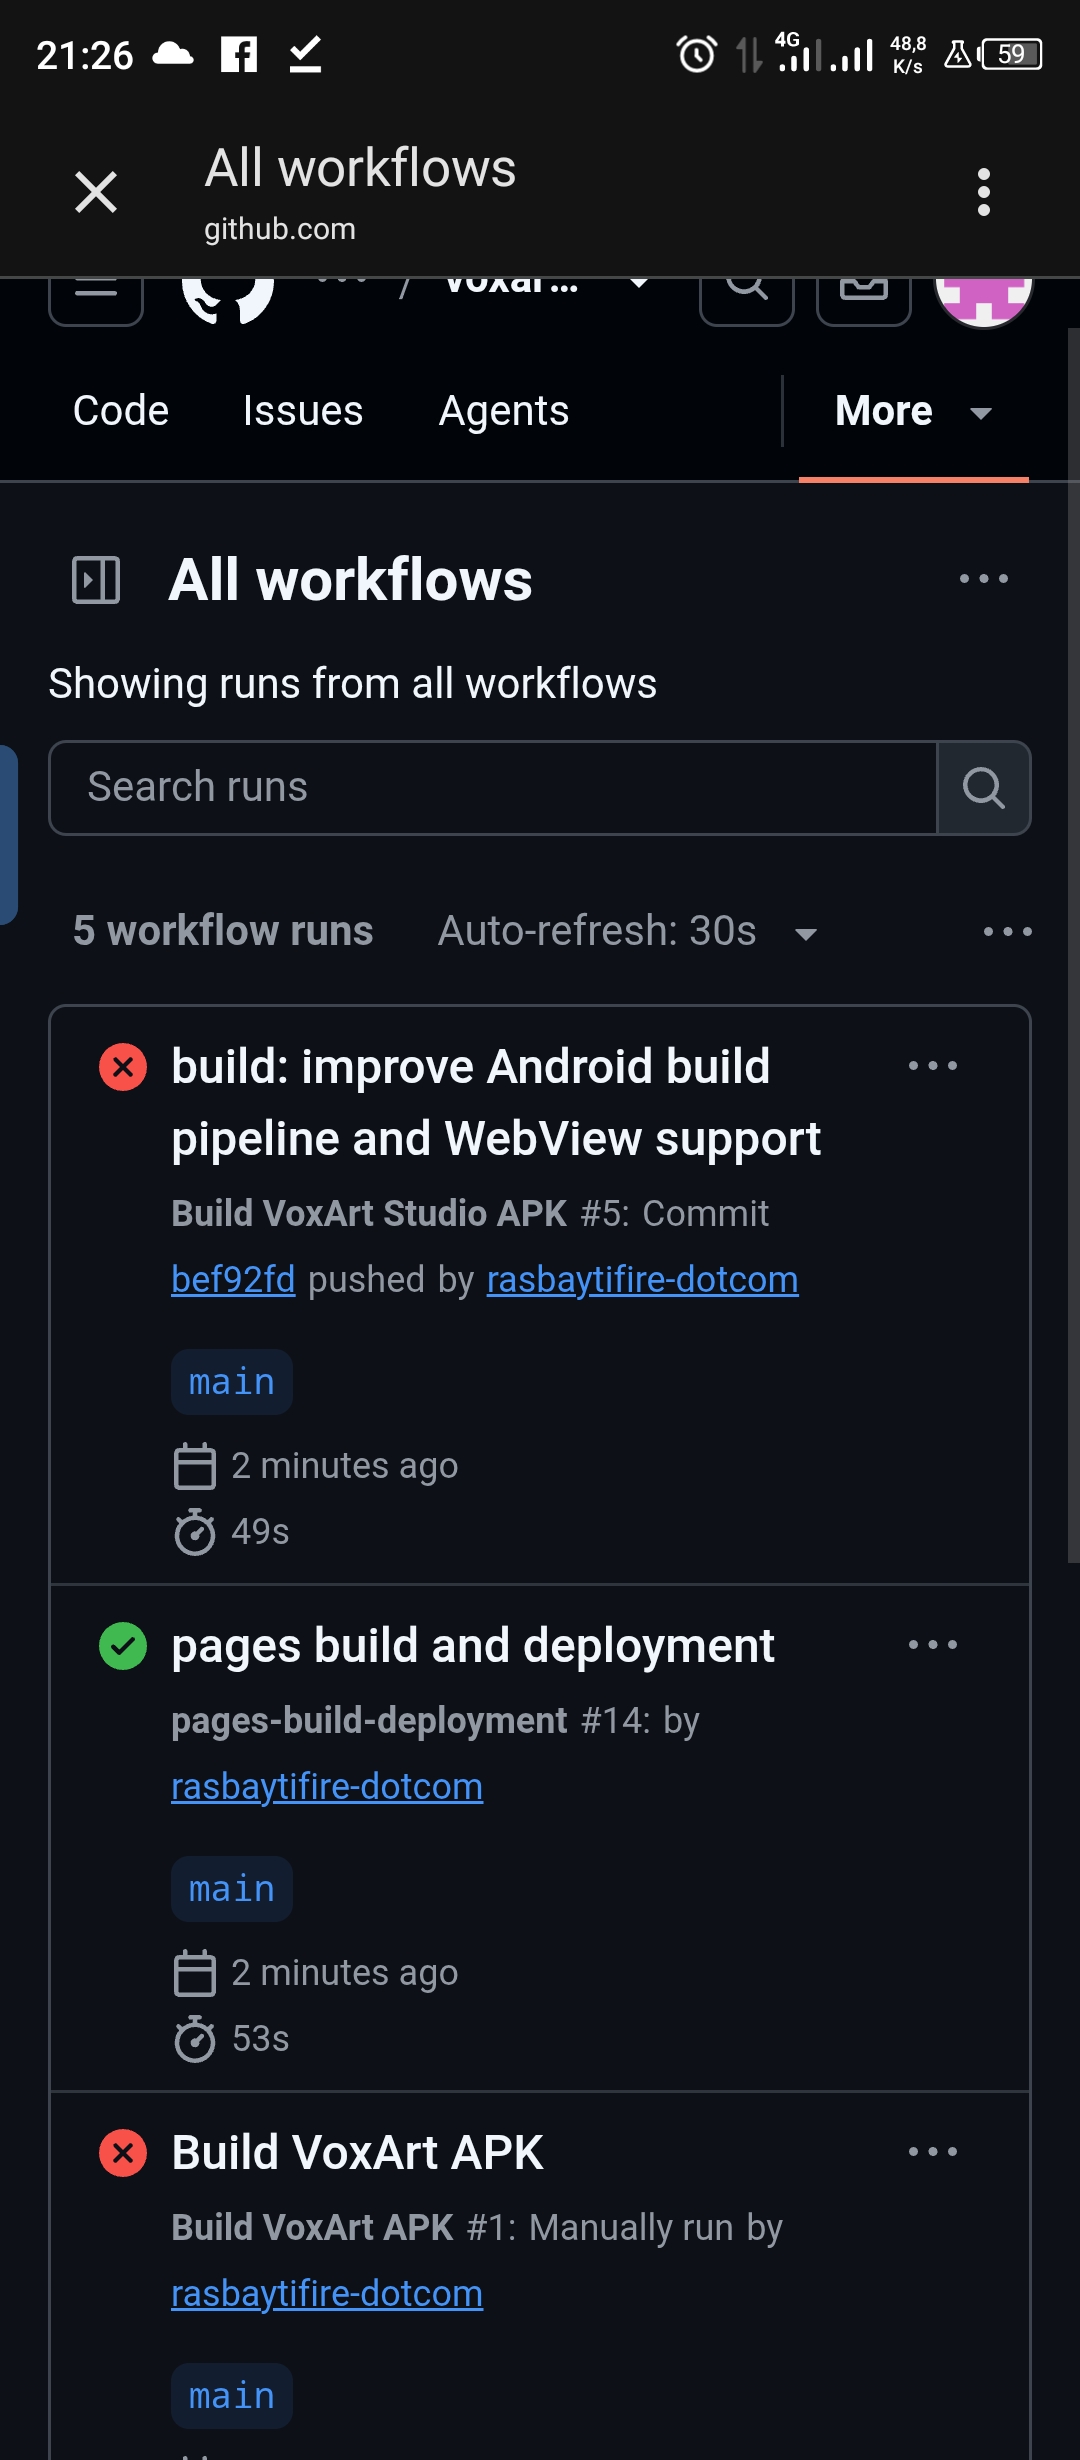 21:26
4G
48,8
K/s
59
All workflows
github.com
/ voxar...
Code Issues Agents More
All workflows
Showing runs from all workflows
Search runs
5 workflow runs Auto-refresh: 30s
build: improve Android build
pipeline and WebView support
Build VoxArt Studio APK #5: Commit
bef92fd pushed by rasbaytifire-dotcom
main
2 minutes ago
49s
pages build and deployment
pages-build-deployment #14: by
rasbaytifire-dotcom
main
2 minutes ago
53s
Build VoxArt APK
Build VoxArt APK #1: Manually run by
rasbaytifire-dotcom
main